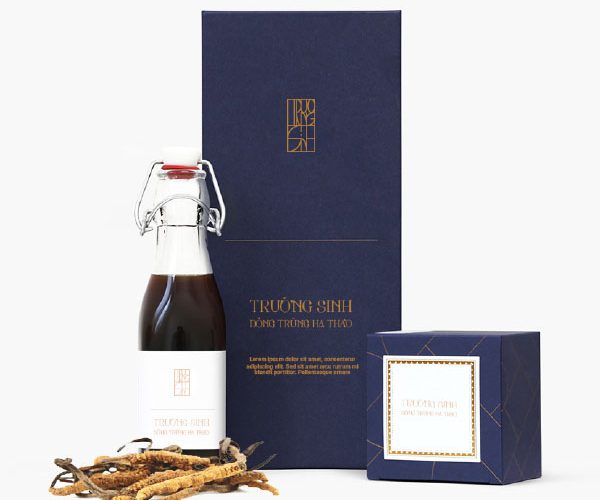 TRƯỜNG SINH
ĐÔNG TRÙNG HẠ THẢO
Lorem ipsum dolor sit amet, consectetur
adipiscing elit. Sed sit amet arcu rutrum mi
blandit porttitor. Pellentesque ornare
TRƯỜNG SINH
ĐÔNG TRÙNG HẠ THẢO
TRƯỜNG SINH
ĐÔNG TRÙNG HẠ THẢO